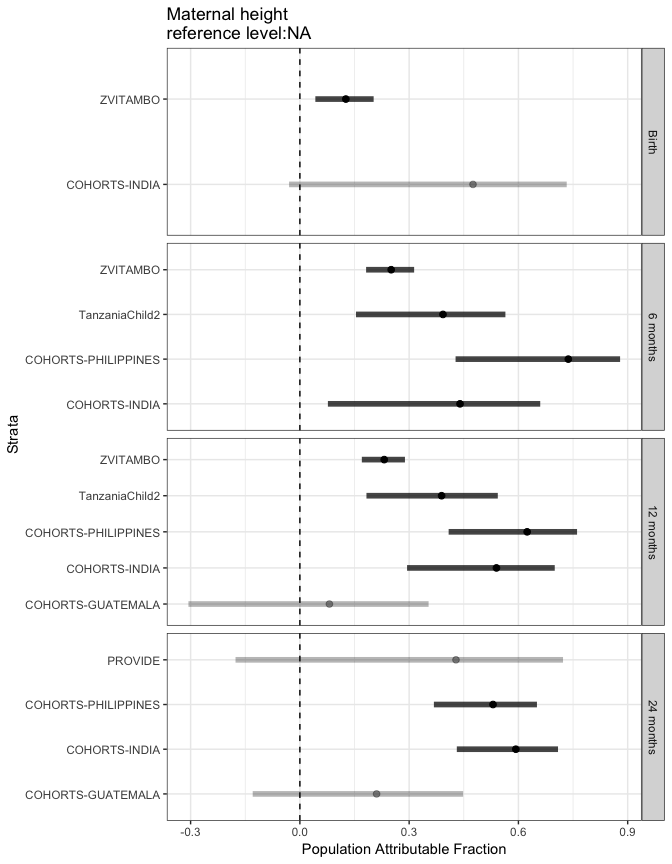 Maternal height
reference level:NA
ZVITAMBO
COHORTS-INDIA
Birth
ZVITAMBO
TanzaniaChild2
COHORTS-PHILIPPINES
COHORTS-INDIA
6 months
ZVITAMBO
TanzaniaChild2
COHORTS-PHILIPPINES
COHORTS-INDIA
COHORTS-GUATEMALA
12 months
PROVIDE
COHORTS-PHILIPPINES
COHORTS-INDIA
COHORTS-GUATEMALA
24 months
Strata
-0.3 0.0 0.3 0.6 0.9
Population Attributable Fraction